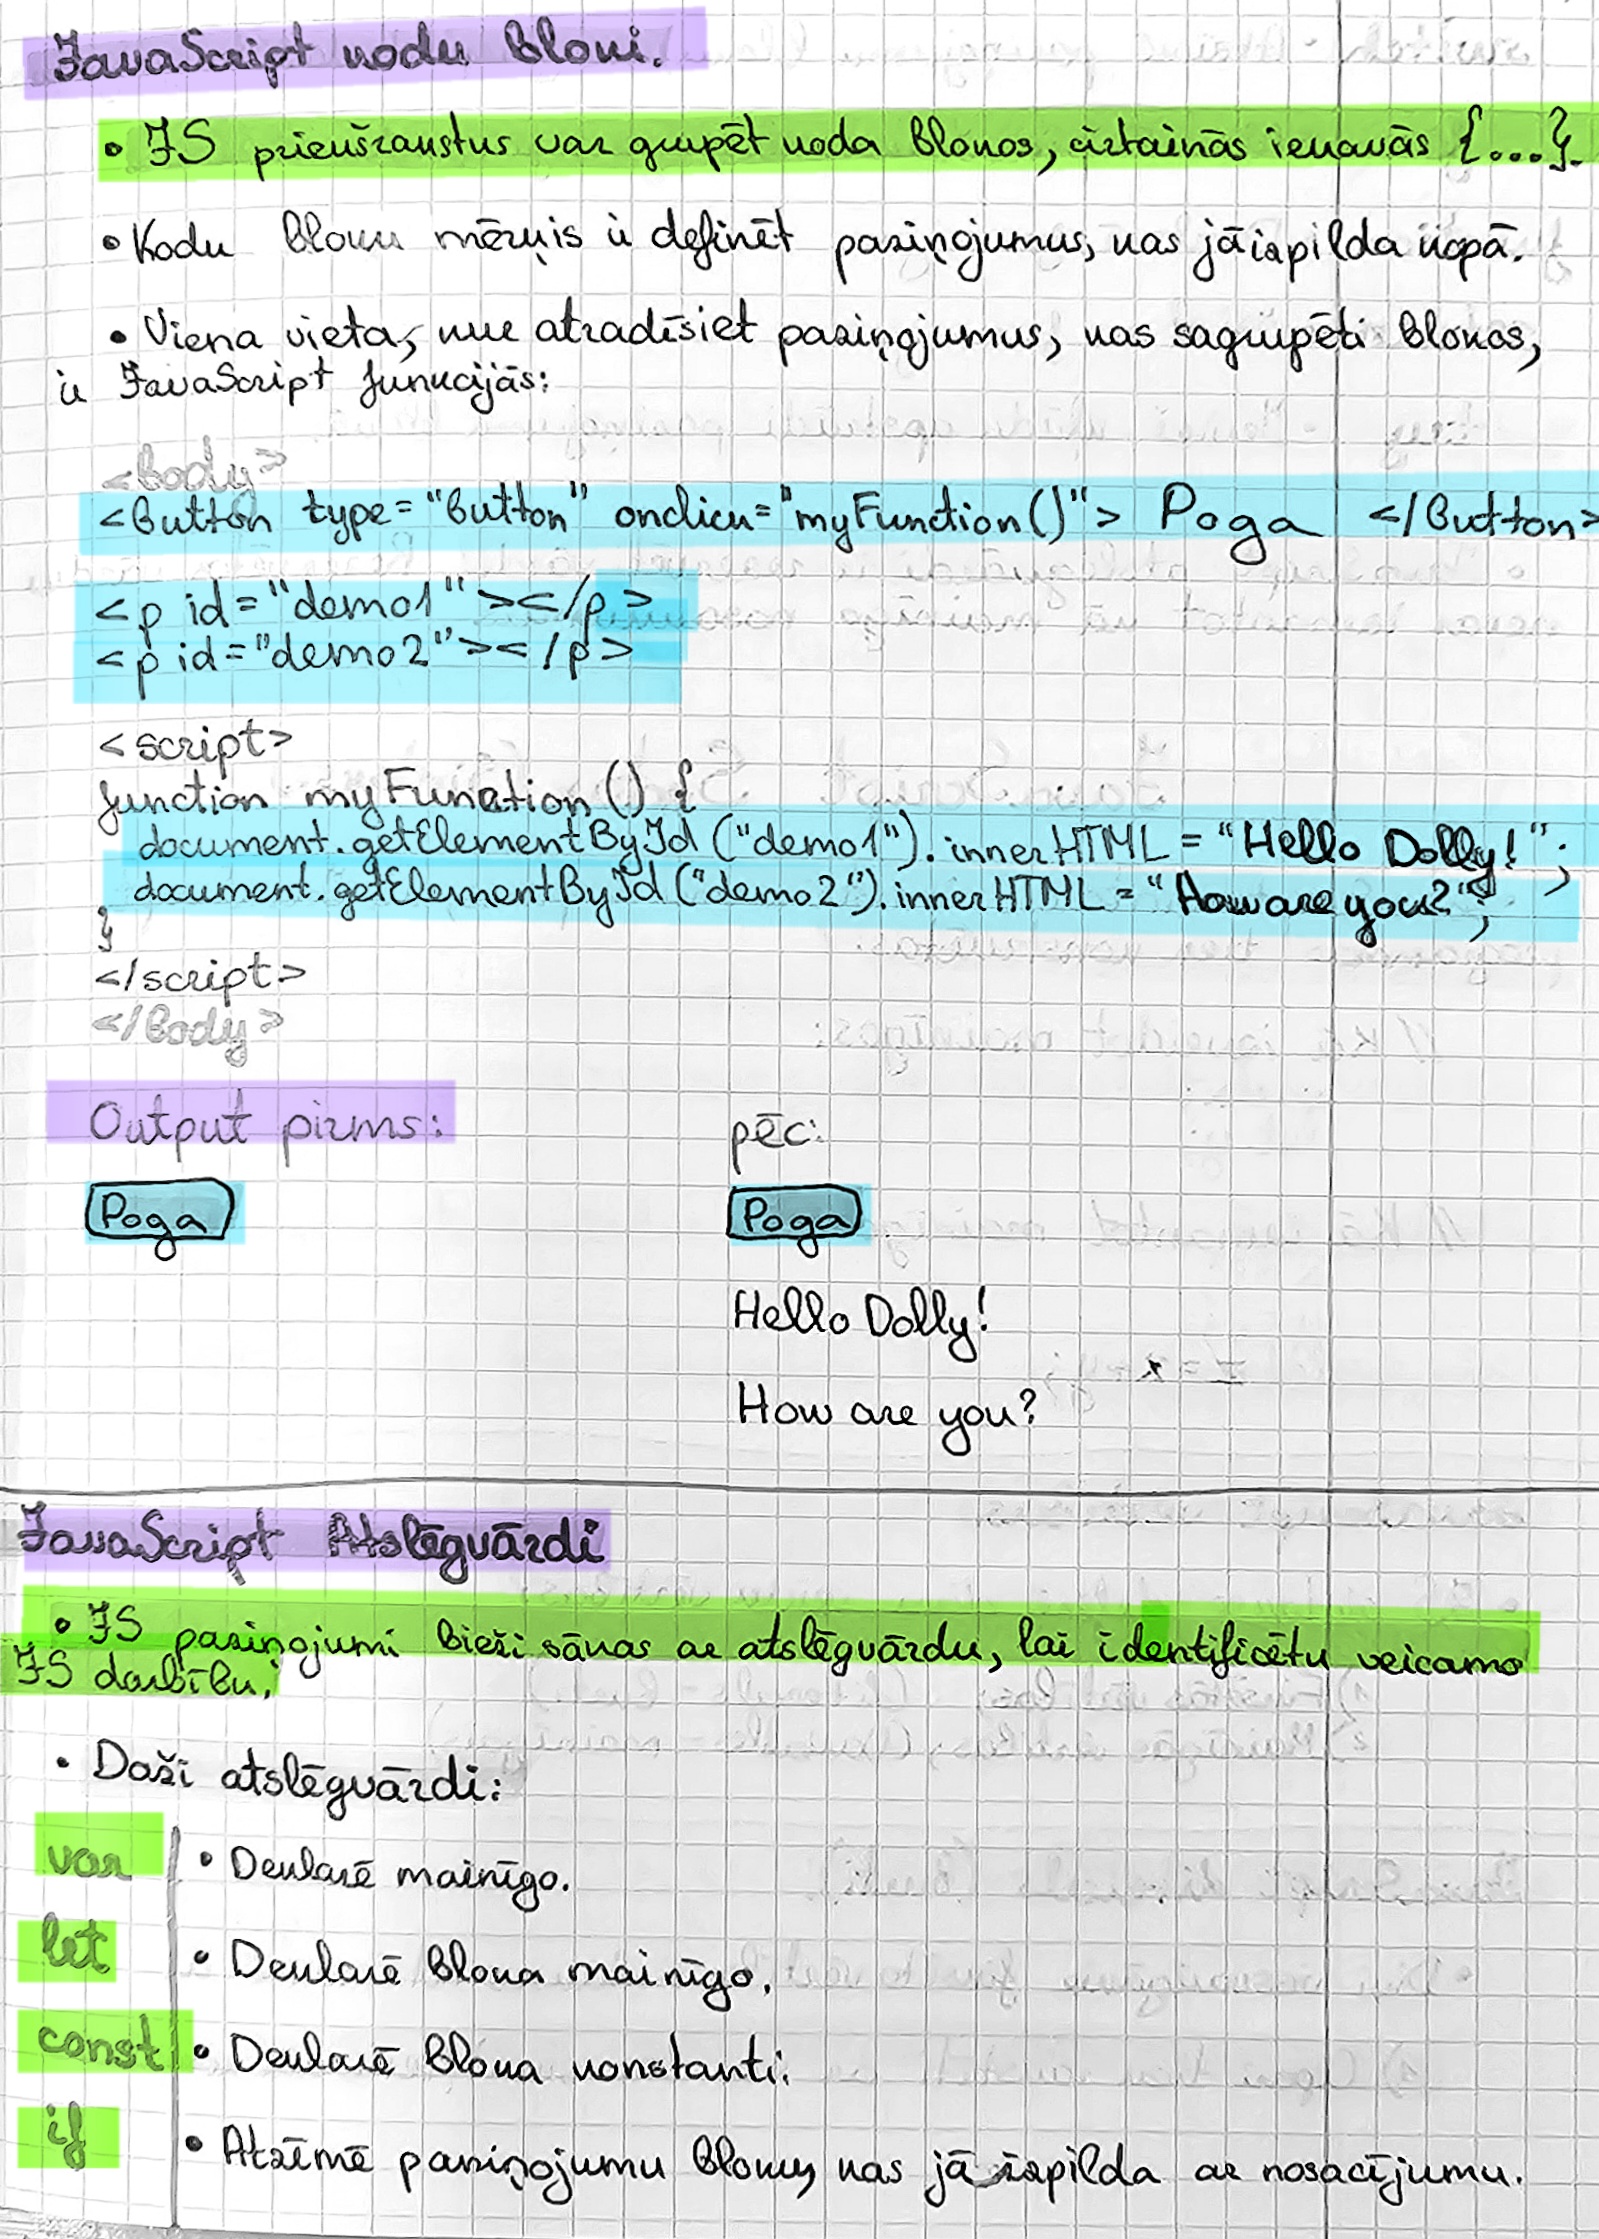 JavaScript kodu bloki.
• JS priekšrakstus var grupēt koda blokos, cirtainās iekavās {...}.
• Kodu bloku mērķis ir definēt paziņojumus, kas jāizpilda kopā.
• Viena vieta, kur atradīsiet paziņojumus, kas sagrupēti blokos,
ir JavaScript funkcijās:
<body>
<button type="button" onclick="myFunction()"> Poga </button>
<p id="demo1"></p>
<p id="demo2"></p>
<script>
function myFunction() {
document.getElementById("demo1").innerHTML = "Hello Dolly!";
document.getElementById("demo2").innerHTML = "How are you?";
}
</script>
</body>
Output pirms: pēc:
Poga Poga
Hello Dolly!
How are you?
JavaScript Atslēgvārdi
• JS paziņojumi bieži sākas ar atslēgvārdu, lai identificētu veicamo
JS darbību.
• Daži atslēgvārdi:
var • Deklarē mainīgo.
let • Deklarē bloka mainīgo.
const • Deklarē bloka konstanti.
if • Atzīmē paziņojumu bloku, kas jāizpilda ar nosacījumu.